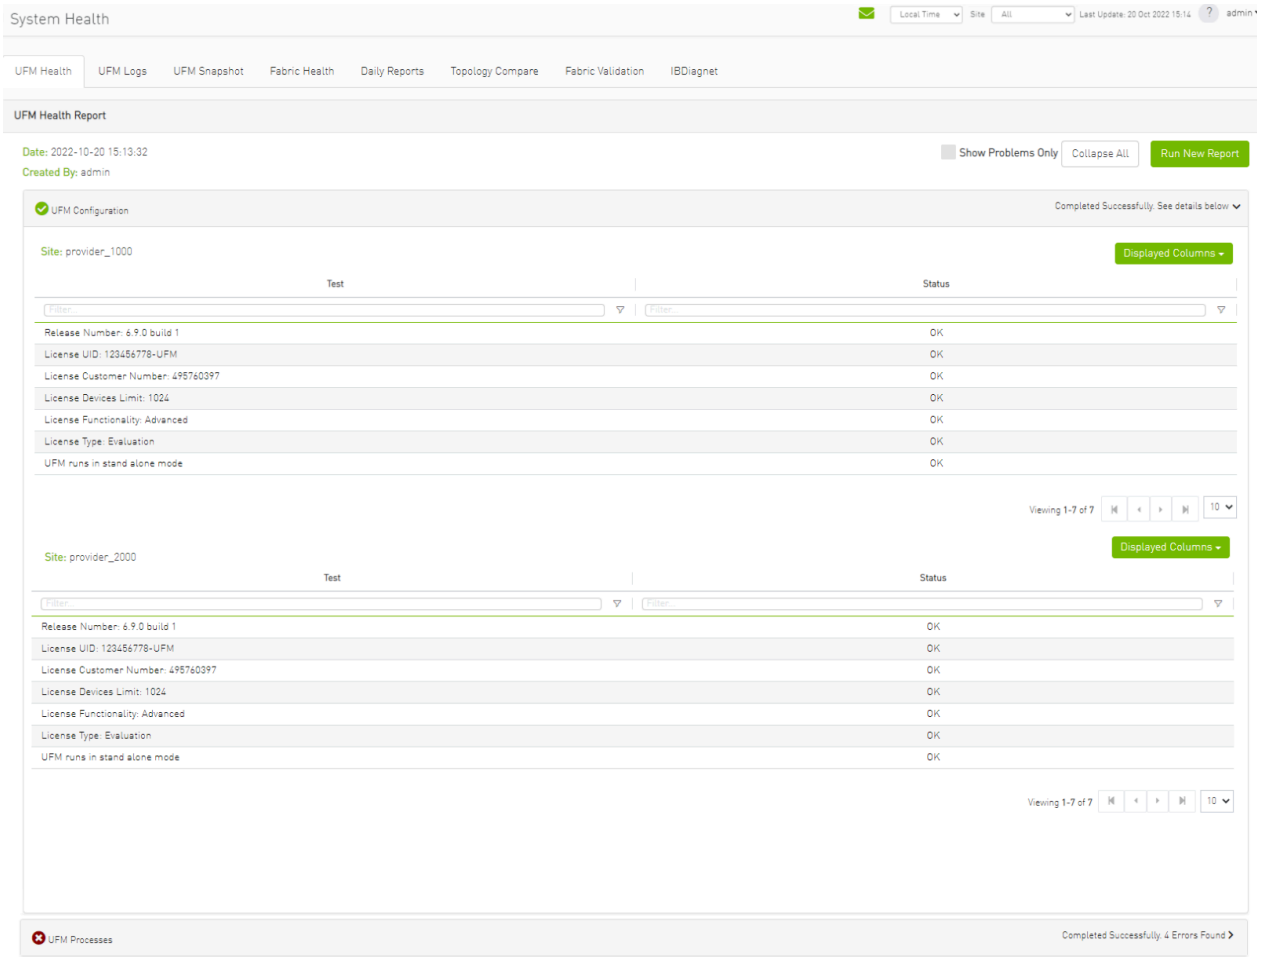 System Health
Local Time Site All Last Update: 20 Oct 2022 15:14 ? admin
UFM Health UFM Logs UFM Snapshot Fabric Health Daily Reports Topology Compare Fabric Validation IBDiagnet
UFM Health Report
Date: 2022-10-20 15:13:32
Show Problems Only Collapse All Run New Report
Created By: admin
UFM Configuration Completed Successfully. See details below
Site: provider_1000 Displayed Columns
Test Status
Filter... Filter...
Release Number: 6.9.0 build 1 OK
License UID: 123456778-UFM OK
License Customer Number: 495760397 OK
License Devices Limit: 1024 OK
License Functionality: Advanced OK
License Type: Evaluation OK
UFM runs in stand alone mode OK
Viewing 1-7 of 7 10
Site: provider_2000 Displayed Columns
Test Status
Filter... Filter...
Release Number: 6.9.0 build 1 OK
License UID: 123456778-UFM OK
License Customer Number: 495760397 OK
License Devices Limit: 1024 OK
License Functionality: Advanced OK
License Type: Evaluation OK
UFM runs in stand alone mode OK
Viewing 1-7 of 7 10
UFM Processes Completed Successfully. 4 Errors Found